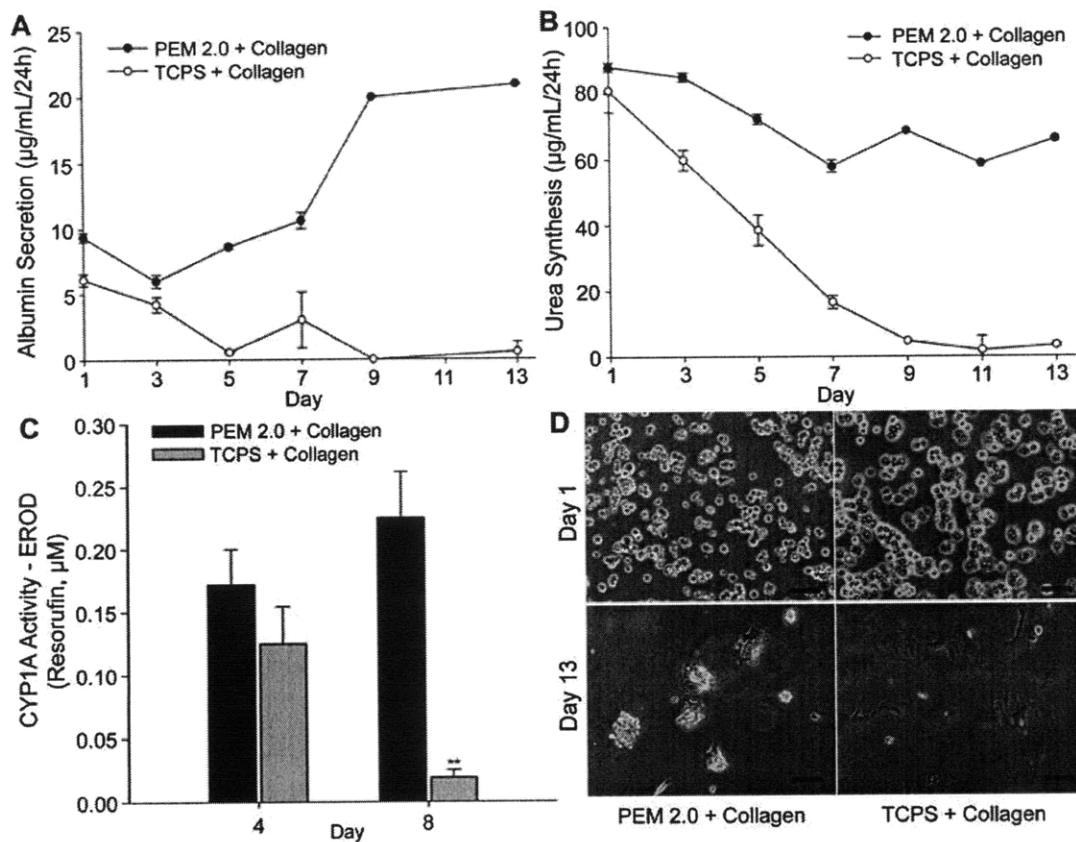 A
PEM 2.0 + Collagen
TCPS + Collagen
Albumin Secretion (µg/mL/24h)
25
20
15
10
5
0
1 3 5 7 9 11 13
Day
B
PEM 2.0 + Collagen
TCPS + Collagen
Urea Synthesis (µg/mL/24h)
100
80
60
40
20
0
1 3 5 7 9 11 13
Day
C
PEM 2.0 + Collagen
TCPS + Collagen
CYP1A Activity - EROD
(Resorufin, µM)
0.30
0.25
0.20
0.15
0.10
0.05
0.00
**
4 8
Day
D
Day 1
Day 13
PEM 2.0 + Collagen TCPS + Collagen